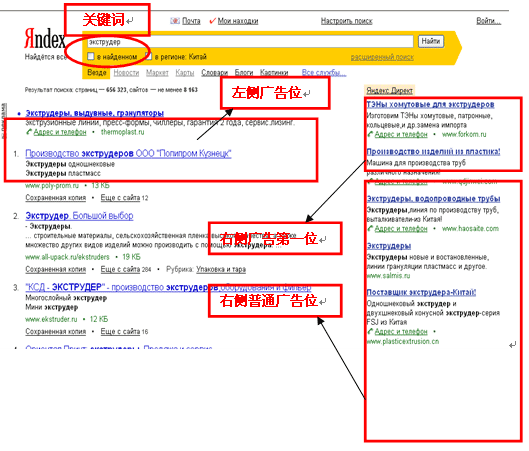 关键词
Почта
Мои находки
Настроить поиск
Войти...
Яndex
Найдётся всё
экструдер
Найти
в найденном
в регионе: Китай
расширенный поиск
Везде Новости Маркет Карты Словари Блоги Картинки Все службы...
Результат поиска: страниц — 656 323, сайтов — не менее 8 163
左侧广告位
Экструдеры, выдувные, грануляторы
Экструзионные линии, пресс-формы, чиллеры, гарантия 2 года, сервис, лизинг.
Адрес и телефон • thermoplast.ru
1. Производство экструдеров ООО "Полипром Кузнецк"
Экструдеры одношнековые
Экструдеры пластмасс
www.poly-prom.ru • 13 КБ
Сохраненная копия • Еще с сайта 12
2. Экструдер. Большой выбор
- Экструдеры.
... строительные материалы, сельскохозяйственная пленка
множество других видов изделий можно произвести с помощью
www.all-upack.ru/ekstruders • 19 КБ
Сохраненная копия • Еще с сайта 284 • Рубрика: Упаковка и тара
右侧广告第一位
3. "КСД - ЭКСТРУДЕР" - производство экструдеров, оборудования и фильер
Многослойный экструдер
Мини экструдер
www.ekstruder.ru • 12 КБ
Сохраненная копия • Еще с сайта 16
右侧普通广告位
Яндекс.Директ
ТЭНы хомутовые для экструдеров
Изготовим ТЭНы хомутовые, патронные,
кольцевые,и др.замена импорта
Адрес и телефон • www.forkom.ru
Производство изделий из пластика!
Машина для производства труб
различного назначения!
Адрес и телефон •
Экструдеры, водопроводные трубы
Экструдеры,линия по производству труб,
выталкиватели из Китая!
Адрес и телефон • www.haosaite.com
Экструдеры
Экструдеры новые и востановленные,
линии грануляции пластмасс и другое.
www.salmis.ru
Поставщик экструдера-Китай!
Одношнековый экструдер и
двухшнековый конусной экструдер-серия
FSJ из Китая
Адрес и телефон •
www.plasticextrusion.cn